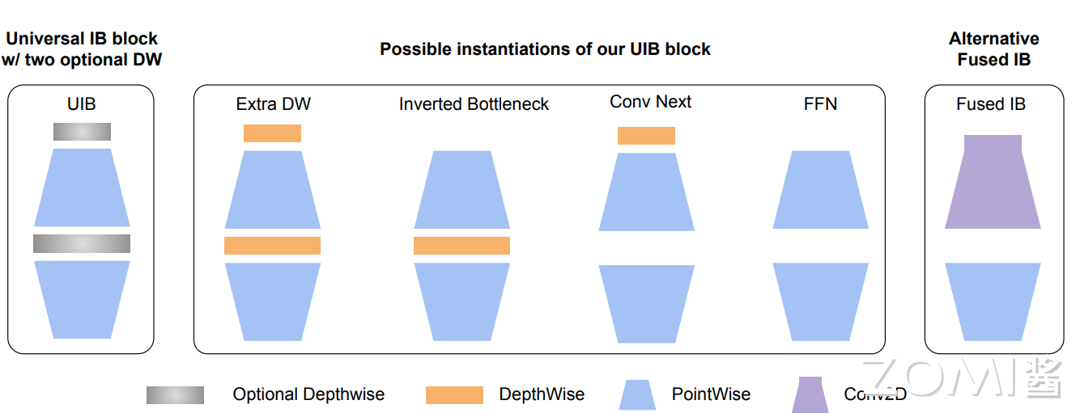 Universal IB block
w/ two optional DW
Possible instantiations of our UIB block
Alternative
Fused IB
UIB
Extra DW
Inverted Bottleneck
Conv Next
FFN
Fused IB
Optional Depthwise
DepthWise
PointWise
Conv2D
ZOMI酱